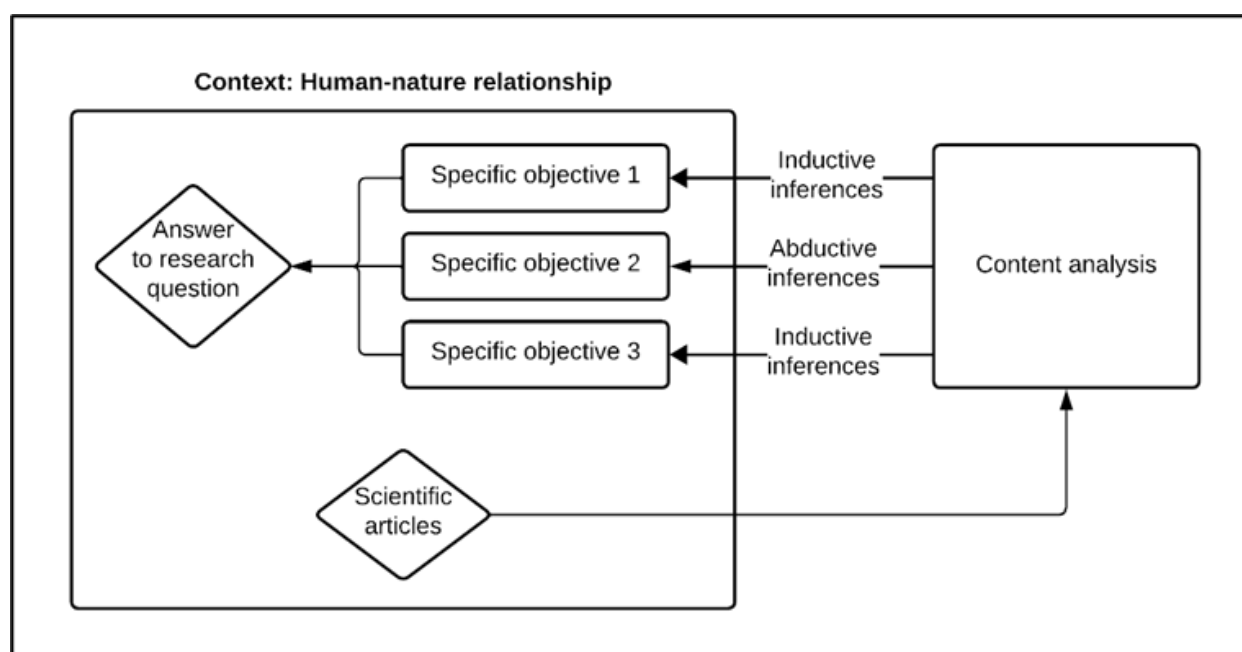 Context: Human-nature relationship
Specific objective 1
Inductive
inferences
Answer
to research
question
Specific objective 2
Abductive
inferences
Content analysis
Specific objective 3
Inductive
inferences
Scientific
articles